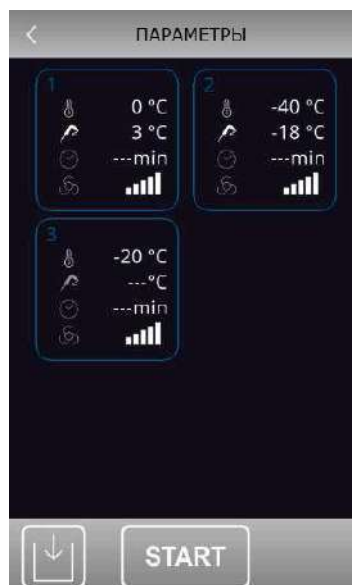 ПАРАМЕТРЫ
1
0 °C
3 °C
---min
2
-40 °C
-18 °C
---min
3
-20 °C
---°C
---min
START